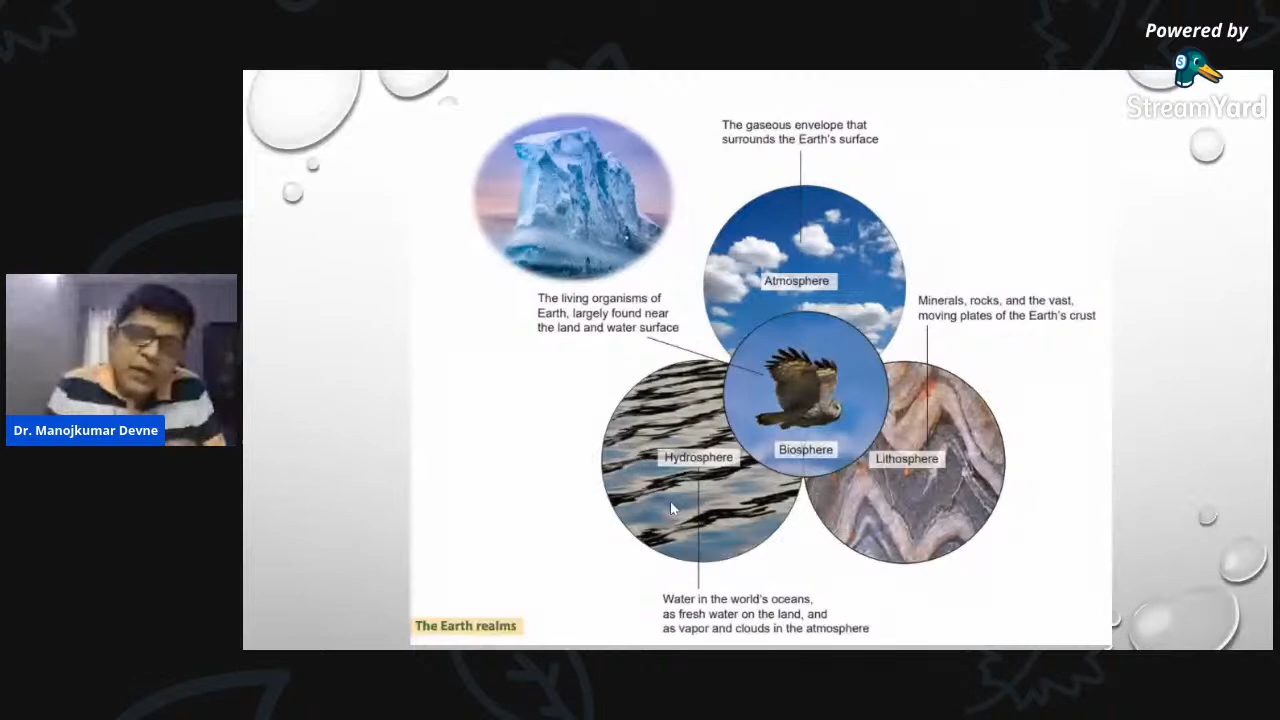 Powered by
StreamYard
The gaseous envelope that
surrounds the Earth's surface
Atmosphere
The living organisms of
Earth, largely found near
the land and water surface
Minerals, rocks, and the vast,
moving plates of the Earth's crust
Biosphere
Hydrosphere
Lithosphere
Water in the world's oceans,
as fresh water on the land, and
as vapor and clouds in the atmosphere
The Earth realms
Dr. Manojkumar Devne